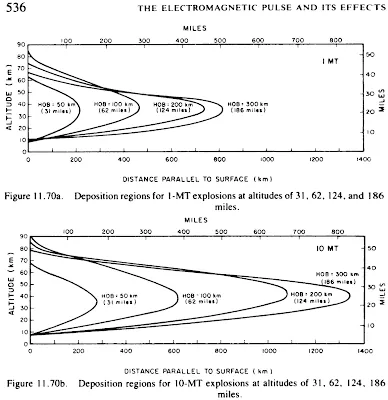 536 THE ELECTROMAGNETIC PULSE AND ITS EFFECTS
MILES
100 200 300 400 500 600 700 800
90
80
70
60
50
40
30
20
10
0
ALTITUDE (km)
1 MT
50
40
30
20
10
MILES
HOB = 50 km (31 miles)
HOB = 100 km (62 miles)
HOB = 200 km (124 miles)
HOB = 300 km (186 miles)
0 200 400 600 800 1000 1200 1400
DISTANCE PARALLEL TO SURFACE (km)
Figure 11.70a. Deposition regions for 1-MT explosions at altitudes of 31, 62, 124, and 186
miles.
MILES
100 200 300 400 500 600 700 800
90
80
70
60
50
40
30
20
10
0
ALTITUDE (km)
10 MT
50
40
30
20
10
MILES
HOB = 300 km
(186 miles)
HOB = 50 km (31 miles)
HOB = 100 km (62 miles)
HOB = 200 km
(124 miles)
0 200 400 600 800 1000 1200 1400
DISTANCE PARALLEL TO SURFACE (km)
Figure 11.70b. Deposition regions for 10-MT explosions at altitudes of 31, 62, 124, and 186
miles.